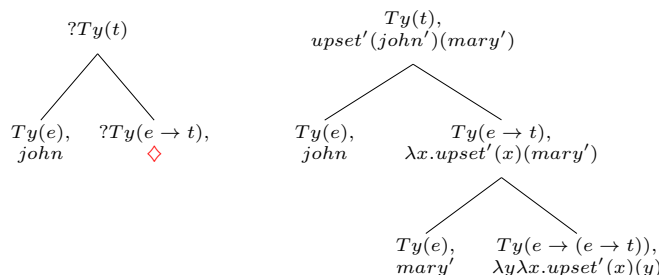 ?Ty(t)
Ty(e),
john
?Ty(e → t),
◇
Ty(t),
upset′(john′)(mary′)
Ty(e),
john
Ty(e → t),
λx.upset′(x)(mary′)
Ty(e),
mary′
Ty(e → (e → t)),
λyλx.upset′(x)(y)